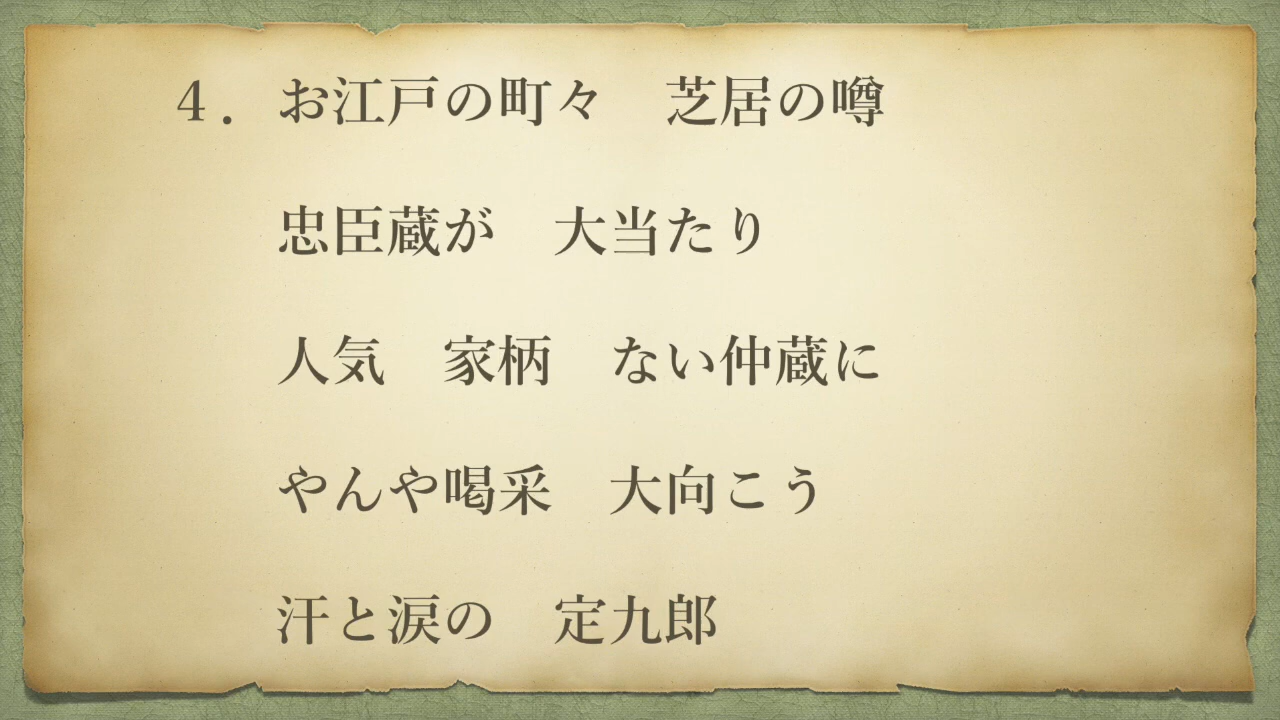 4．お江戸の町々　芝居の噂
忠臣蔵が　大当たり
人気　家柄　ない仲蔵に
やんや喝采　大向こう
汗と涙の　定九郎